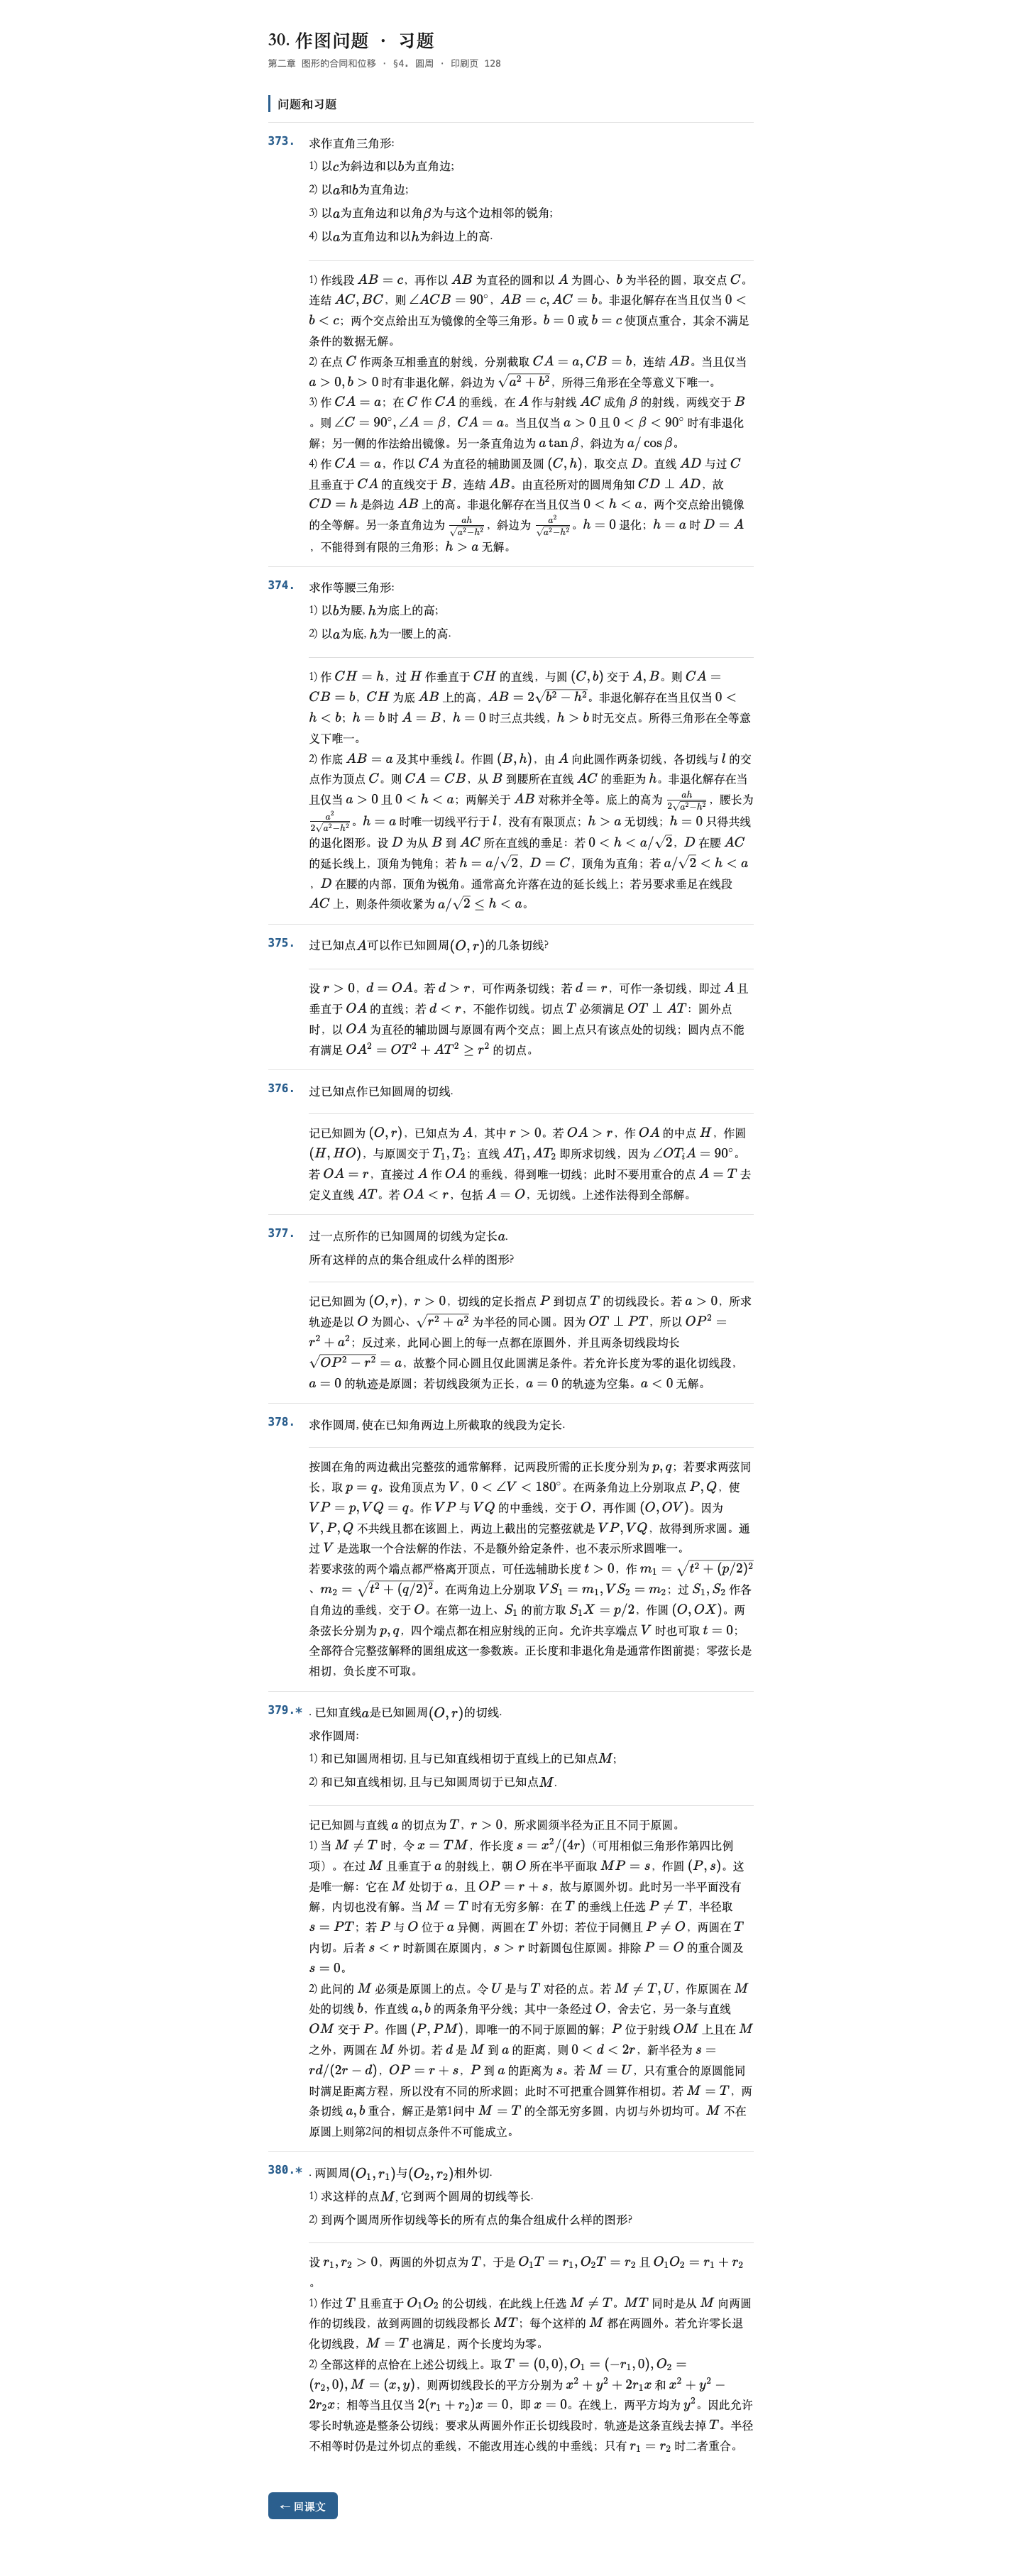 30. 作图问题 · 习题
第二章 图形的合同和位移 · §4. 圆周 · 印刷页 128
问题和习题
373. 求作直角三角形:
1) 以c为斜边和以b为直角边;
2) 以a和b为直角边;
3) 以a为直角边和以角β为与这个边相邻的锐角;
4) 以a为直角边和以h为斜边上的高.
1) 作线段 AB = c，再作以 AB 为直径的圆和以 A 为圆心、b 为半径的圆，取交点 C。
连结 AC, BC，则 ∠ACB = 90°，AB = c, AC = b。非退化解存在当且仅当 0 <
b < c；两个交点给出互为镜像的全等三角形。b = 0 或 b = c 使顶点重合，其余不满足
条件的数据无解。
2) 在点 C 作两条互相垂直的射线，分别截取 CA = a, CB = b，连结 AB。当且仅当
a > 0, b > 0 时有非退化解，斜边为 √(a² + b²)，所得三角形在全等意义下唯一。
3) 作 CA = a；在 C 作 CA 的垂线，在 A 作与射线 AC 成角 β 的射线，两线交于 B
。则 ∠C = 90°, ∠A = β，CA = a。当且仅当 a > 0 且 0 < β < 90° 时有非退化
解；另一侧的作法给出镜像。另一条直角边为 a tan β，斜边为 a/ cos β。
4) 作 CA = a，作以 CA 为直径的辅助圆及圆 (C, h)，取交点 D。直线 AD 与过 C
且垂直于 CA 的直线交于 B，连结 AB。由直径所对的圆周角知 CD ⊥ AD，故
CD = h 是斜边 AB 上的高。非退化解存在当且仅当 0 < h < a，两个交点给出镜像
的全等解。另一条直角边为 ah/√(a²−h²)，斜边为 a²/√(a²−h²)。h = 0 退化；h = a 时 D = A
，不能得到有限的三角形；h > a 无解。
374. 求作等腰三角形:
1) 以b为腰, h为底上的高;
2) 以a为底, h为一腰上的高.
1) 作 CH = h，过 H 作垂直于 CH 的直线，与圆 (C, b) 交于 A, B。则 CA =
CB = b，CH 为底 AB 上的高，AB = 2√(b² − h²)。非退化解存在当且仅当 0 <
h < b；h = b 时 A = B，h = 0 时三点共线，h > b 时无交点。所得三角形在全等意
义下唯一。
2) 作底 AB = a 及其中垂线 l。作圆 (B, h)，由 A 向此圆作两条切线，各切线与 l 的交
点作为顶点 C。则 CA = CB，从 B 到腰所在直线 AC 的垂距为 h。非退化解存在当
且仅当 a > 0 且 0 < h < a；两解关于 AB 对称并全等。底上的高为 ah/2√(a²−h²)，腰长为
a²/2√(a²−h²)。h = a 时唯一切线平行于 l，没有有限顶点；h > a 无切线；h = 0 只得共线
的退化图形。设 D 为从 B 到 AC 所在直线的垂足：若 0 < h < a/√2，D 在腰 AC
的延长线上，顶角为钝角；若 h = a/√2，D = C，顶角为直角；若 a/√2 < h < a
，D 在腰的内部，顶角为锐角。通常高允许落在边的延长线上；若另要求垂足在线段
AC 上，则条件须收紧为 a/√2 ≤ h < a。
375. 过已知点A可以作已知圆周(O, r)的几条切线?
设 r > 0，d = OA。若 d > r，可作两条切线；若 d = r，可作一条切线，即过 A 且
垂直于 OA 的直线；若 d < r，不能作切线。切点 T 必须满足 OT ⊥ AT：圆外点
时，以 OA 为直径的辅助圆与原圆有两个交点；圆上点只有该点处的切线；圆内点不能
有满足 OA² = OT² + AT² ≥ r² 的切点。
376. 过已知点作已知圆周的切线.
记已知圆为 (O, r)，已知点为 A，其中 r > 0。若 OA > r，作 OA 的中点 H，作圆
(H, HO)，与原圆交于 T₁, T₂；直线 AT₁, AT₂ 即所求切线，因为 ∠OTᵢA = 90°。
若 OA = r，直接过 A 作 OA 的垂线，得到唯一切线；此时不要用重合的点 A = T 去
定义直线 AT。若 OA < r，包括 A = O，无切线。上述作法得到全部解。
377. 过一点所作的已知圆周的切线为定长a.
所有这样的点的集合组成什么样的图形?
记已知圆为 (O, r)，r > 0，切线的定长指点 P 到切点 T 的切线段长。若 a > 0，所求
轨迹是以 O 为圆心、√(r² + a²) 为半径的同心圆。因为 OT ⊥ PT，所以 OP² =
r² + a²；反过来，此同心圆上的每一点都在原圆外，并且两条切线段均长
√(OP² − r²) = a，故整个同心圆且仅此圆满足条件。若允许长度为零的退化切线段，
a = 0 的轨迹是原圆；若切线段须为正长，a = 0 的轨迹为空集。a < 0 无解。
378. 求作圆周, 使在已知角两边上所截取的线段为定长.
按圆在角的两边截出完整弦的通常解释，记两段所需的正长度分别为 p, q；若要求两弦同
长，取 p = q。设角顶点为 V，0 < ∠V < 180°。在两条角边上分别取点 P, Q，使
VP = p, VQ = q。作 VP 与 VQ 的中垂线，交于 O，再作圆 (O, OV)。因为
V, P, Q 不共线且都在该圆上，两边上截出的完整弦就是 VP, VQ，故得到所求圆。通
过 V 是选取一个合法解的作法，不是额外给定条件，也不表示所求圆唯一。
若要求弦的两个端点都严格离开顶点，可任选辅助长度 t > 0，作 m₁ = √(t² + (p/2)²)
、m₂ = √(t² + (q/2)²)。在两角边上分别取 VS₁ = m₁, VS₂ = m₂；过 S₁, S₂ 作各
自角边的垂线，交于 O。在第一边上、S₁ 的前方取 S₁X = p/2，作圆 (O, OX)。两
条弦长分别为 p, q，四个端点都在相应射线的正向。允许共享端点 V 时也可取 t = 0；
全部符合完整弦解释的圆组成这一参数族。正长度和非退化角是通常作图前提；零弦长是
相切，负长度不可取。
379.* . 已知直线a是已知圆周(O, r)的切线.
求作圆周:
1) 和已知圆周相切, 且与已知直线相切于直线上的已知点M;
2) 和已知直线相切, 且与已知圆周切于已知点M.
记已知圆与直线 a 的切点为 T，r > 0，所求圆须半径为正且不同于原圆。
1) 当 M ≠ T 时，令 x = TM，作长度 s = x²/(4r)（可用相似三角形作第四比例
项）。在过 M 且垂直于 a 的射线上，朝 O 所在半平面取 MP = s，作圆 (P, s)。这
是唯一解：它在 M 处切于 a，且 OP = r + s，故与原圆外切。此时另一半平面没有
解，内切也没有解。当 M = T 时有无穷多解：在 T 的垂线上任选 P ≠ T，半径取
s = PT；若 P 与 O 位于 a 异侧，两圆在 T 外切；若位于同侧且 P ≠ O，两圆在 T
内切。后者 s < r 时新圆在原圆内，s > r 时新圆包住原圆。排除 P = O 的重合圆及
s = 0。
2) 此问的 M 必须是原圆上的点。令 U 是与 T 对径的点。若 M ≠ T, U，作原圆在 M
处的切线 b，作直线 a, b 的两条角平分线；其中一条经过 O，舍去它，另一条与直线
OM 交于 P。作圆 (P, PM)，即唯一的不同于原圆的解；P 位于射线 OM 上且在 M
之外，两圆在 M 外切。若 d 是 M 到 a 的距离，则 0 < d < 2r，新半径为 s =
rd/(2r − d)，OP = r + s，P 到 a 的距离为 s。若 M = U，只有重合的原圆能同
时满足距离方程，所以没有不同的所求圆；此时不可把重合圆算作相切。若 M = T，两
条切线 a, b 重合，解正是第1问中 M = T 的全部无穷多圆，内切与外切均可。M 不在
原圆上则第2问的相切点条件不可能成立。
380.* . 两圆周(O₁, r₁)与(O₂, r₂)相外切.
1) 求这样的点M, 它到两个圆周的切线等长.
2) 到两个圆周所作切线等长的所有点的集合组成什么样的图形?
设 r₁, r₂ > 0，两圆的外切点为 T，于是 O₁T = r₁, O₂T = r₂ 且 O₁O₂ = r₁ + r₂
。
1) 作过 T 且垂直于 O₁O₂ 的公切线，在此线上任选 M ≠ T。MT 同时是从 M 向两圆
作的切线段，故到两圆的切线段都长 MT；每个这样的 M 都在两圆外。若允许零长退
化切线段，M = T 也满足，两个长度均为零。
2) 全部这样的点恰在上述公切线上。取 T = (0, 0), O₁ = (−r₁, 0), O₂ =
(r₂, 0), M = (x, y)，则两切线段长的平方分别为 x² + y² + 2r₁x 和 x² + y² −
2r₂x；相等当且仅当 2(r₁ + r₂)x = 0，即 x = 0。在线上，两平方均为 y²。因此允许
零长时轨迹是整条公切线；要求从两圆外作正长切线段时，轨迹是这条直线去掉 T。半径
不相等时仍是过外切点的垂线，不能改用连心线的中垂线；只有 r₁ = r₂ 时二者重合。
← 回课文